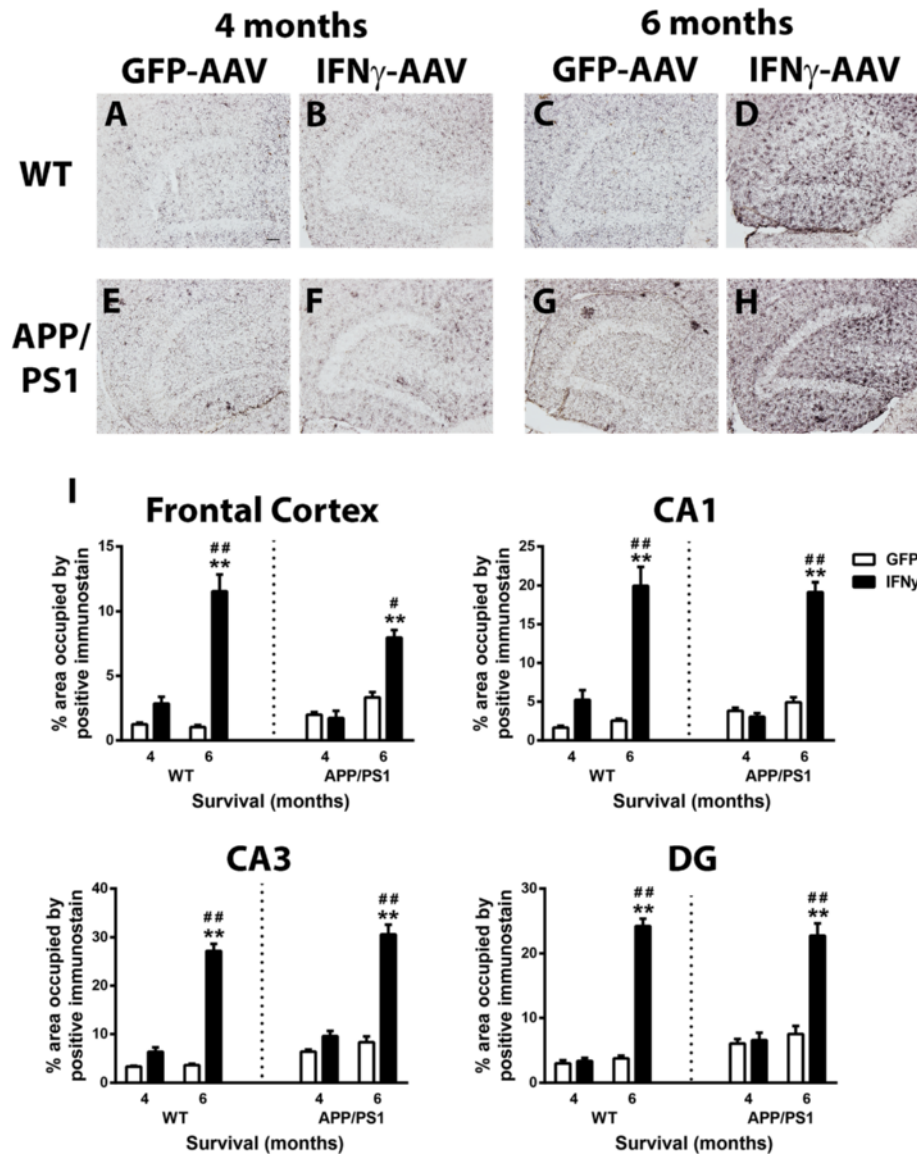 4 months 6 months
GFP-AAV IFNγ-AAV GFP-AAV IFNγ-AAV
WT
A B C D
APP/
PS1
E F G H
I
Frontal Cortex
% area occupied by
positive immunostain
15
10
5
0
##
**
#
**
4 6 4 6
WT APP/PS1
Survival (months)
CA1
% area occupied by
positive immunostain
25
20
15
10
5
0
##
**
##
**
4 6 4 6
WT APP/PS1
Survival (months)
GFP
IFNy
CA3
% area occupied by
positive immunostain
40
30
20
10
0
##
**
##
**
4 6 4 6
WT APP/PS1
Survival (months)
DG
% area occupied by
positive immunostain
30
20
10
0
##
**
##
**
4 6 4 6
WT APP/PS1
Survival (months)